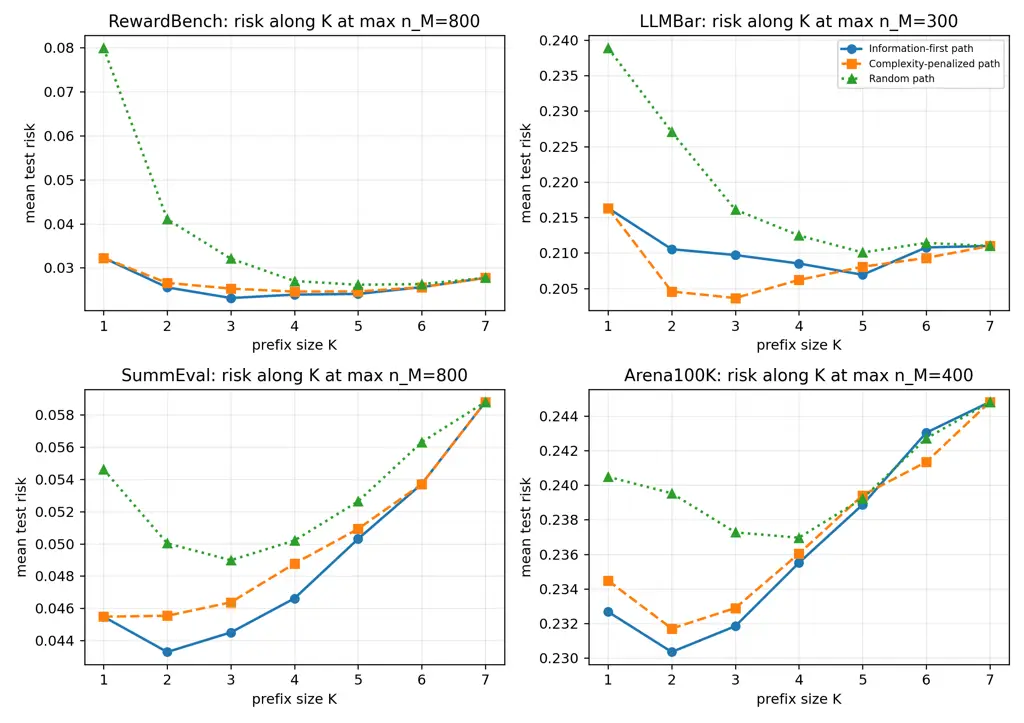 RewardBench: risk along K at max n_M=800
mean test risk
0.08
0.07
0.06
0.05
0.04
0.03
1 2 3 4 5 6 7
prefix size K
LLMBar: risk along K at max n_M=300
mean test risk
0.240
0.235
0.230
0.225
0.220
0.215
0.210
0.205
Information-first path
Complexity-penalized path
Random path
1 2 3 4 5 6 7
prefix size K
SummEval: risk along K at max n_M=800
mean test risk
0.058
0.056
0.054
0.052
0.050
0.048
0.046
0.044
1 2 3 4 5 6 7
prefix size K
Arena100K: risk along K at max n_M=400
mean test risk
0.244
0.242
0.240
0.238
0.236
0.234
0.232
0.230
1 2 3 4 5 6 7
prefix size K